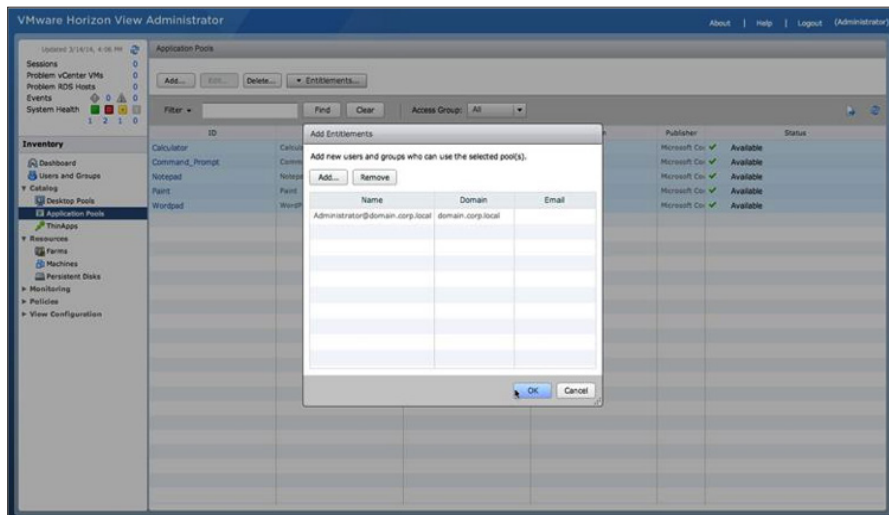 VMware Horizon View Administrator
About | Help | Logout (Administrator)
Updated 3/14/14, 4:06 PM
Sessions 0
Problem vCenter VMs 0
Problem RDS Hosts 0
Events 0 0
System Health
1 2 1 0
Inventory
Dashboard
Users and Groups
Catalog
Desktop Pools
Application Pools
ThinApps
Resources
Farms
Machines
Persistent Disks
Monitoring
Policies
View Configuration
Application Pools
Add... Edit... Delete... Entitlements...
Filter Find Clear Access Group: All
ID Publisher Status
Calculator Available
Command_Prompt Available
Notepad Available
Paint Paint Available
Wordpad Available
Add Entitlements
Add new users and groups who can use the selected pool(s).
Add... Remove
Name Domain Email
Administrator@domain.corp.local domain.corp.local
OK Cancel